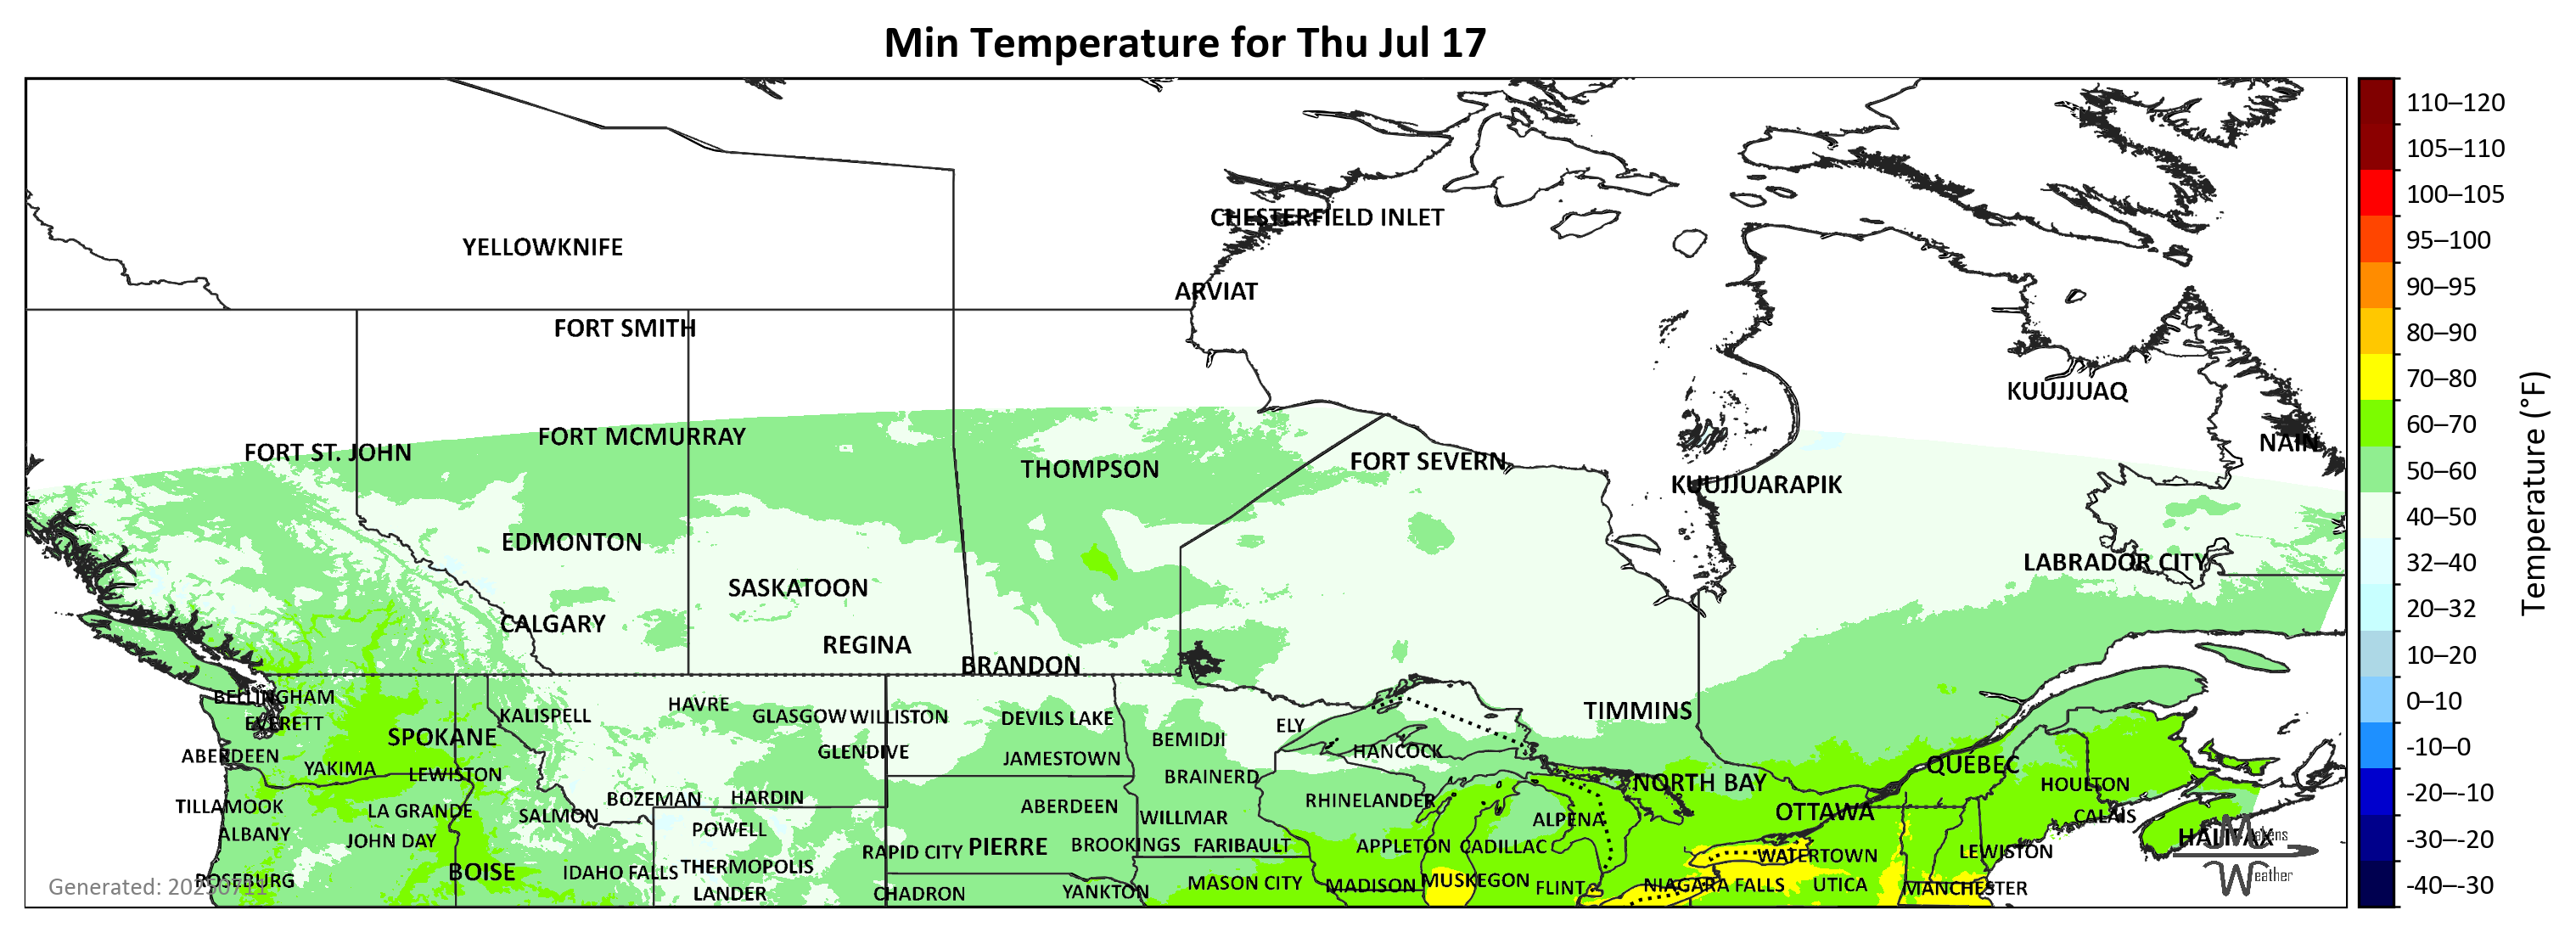 Min Temperature for Thu Jul 17
CHESTERFIELD INLET
YELLOWKNIFE
ARVIAT
FORT SMITH
KUUJJUAQ
FORT MCMURRAY
NAIN
FORT ST. JOHN
FORT SEVERN
THOMPSON
KUUJJUARAPIK
EDMONTON
LABRADOR CITY
SASKATOON
CALGARY
REGINA
BRANDON
BELLINGHAM
HAVRE
TIMMINS
KALISPELL
GLASGOW WILLISTON
DEVILS LAKE
EVERETT
ELY
SPOKANE
BEMIDJI
GLENDIVE
HANCOCK
ABERDEEN
JAMESTOWN
QUÉBEC
YAKIMA
LEWISTON
BRAINERD
NORTH BAY
HOULTON
BOZEMAN
HARDIN
RHINELANDER
TILLAMOOK
LA GRANDE
ABERDEEN
OTTAWA
SALMON
WILLMAR
CALAIS
ALPENA
POWELL
ALBANY
JOHN DAY
HALIFAX
PIERRE
BROOKINGS
FARIBAULT
APPLETON
CADILLAC
RAPID CITY
LEWISTON
WATERTOWN
THERMOPOLIS
IDAHO FALLS
BOISE
ROSEBURG
MUSKEGON
MASON CITY
MADISON
FLINT
NIAGARA FALLS
UTICA
MANCHESTER
LANDER
CHADRON
YANKTON
Generated: 20250711
Makens
Weather
110–120
105–110
100–105
95–100
90–95
80–90
70–80
60–70
50–60
40–50
32–40
20–32
10–20
0–10
-10–0
-20–-10
-30–-20
-40–-30
Temperature (°F)